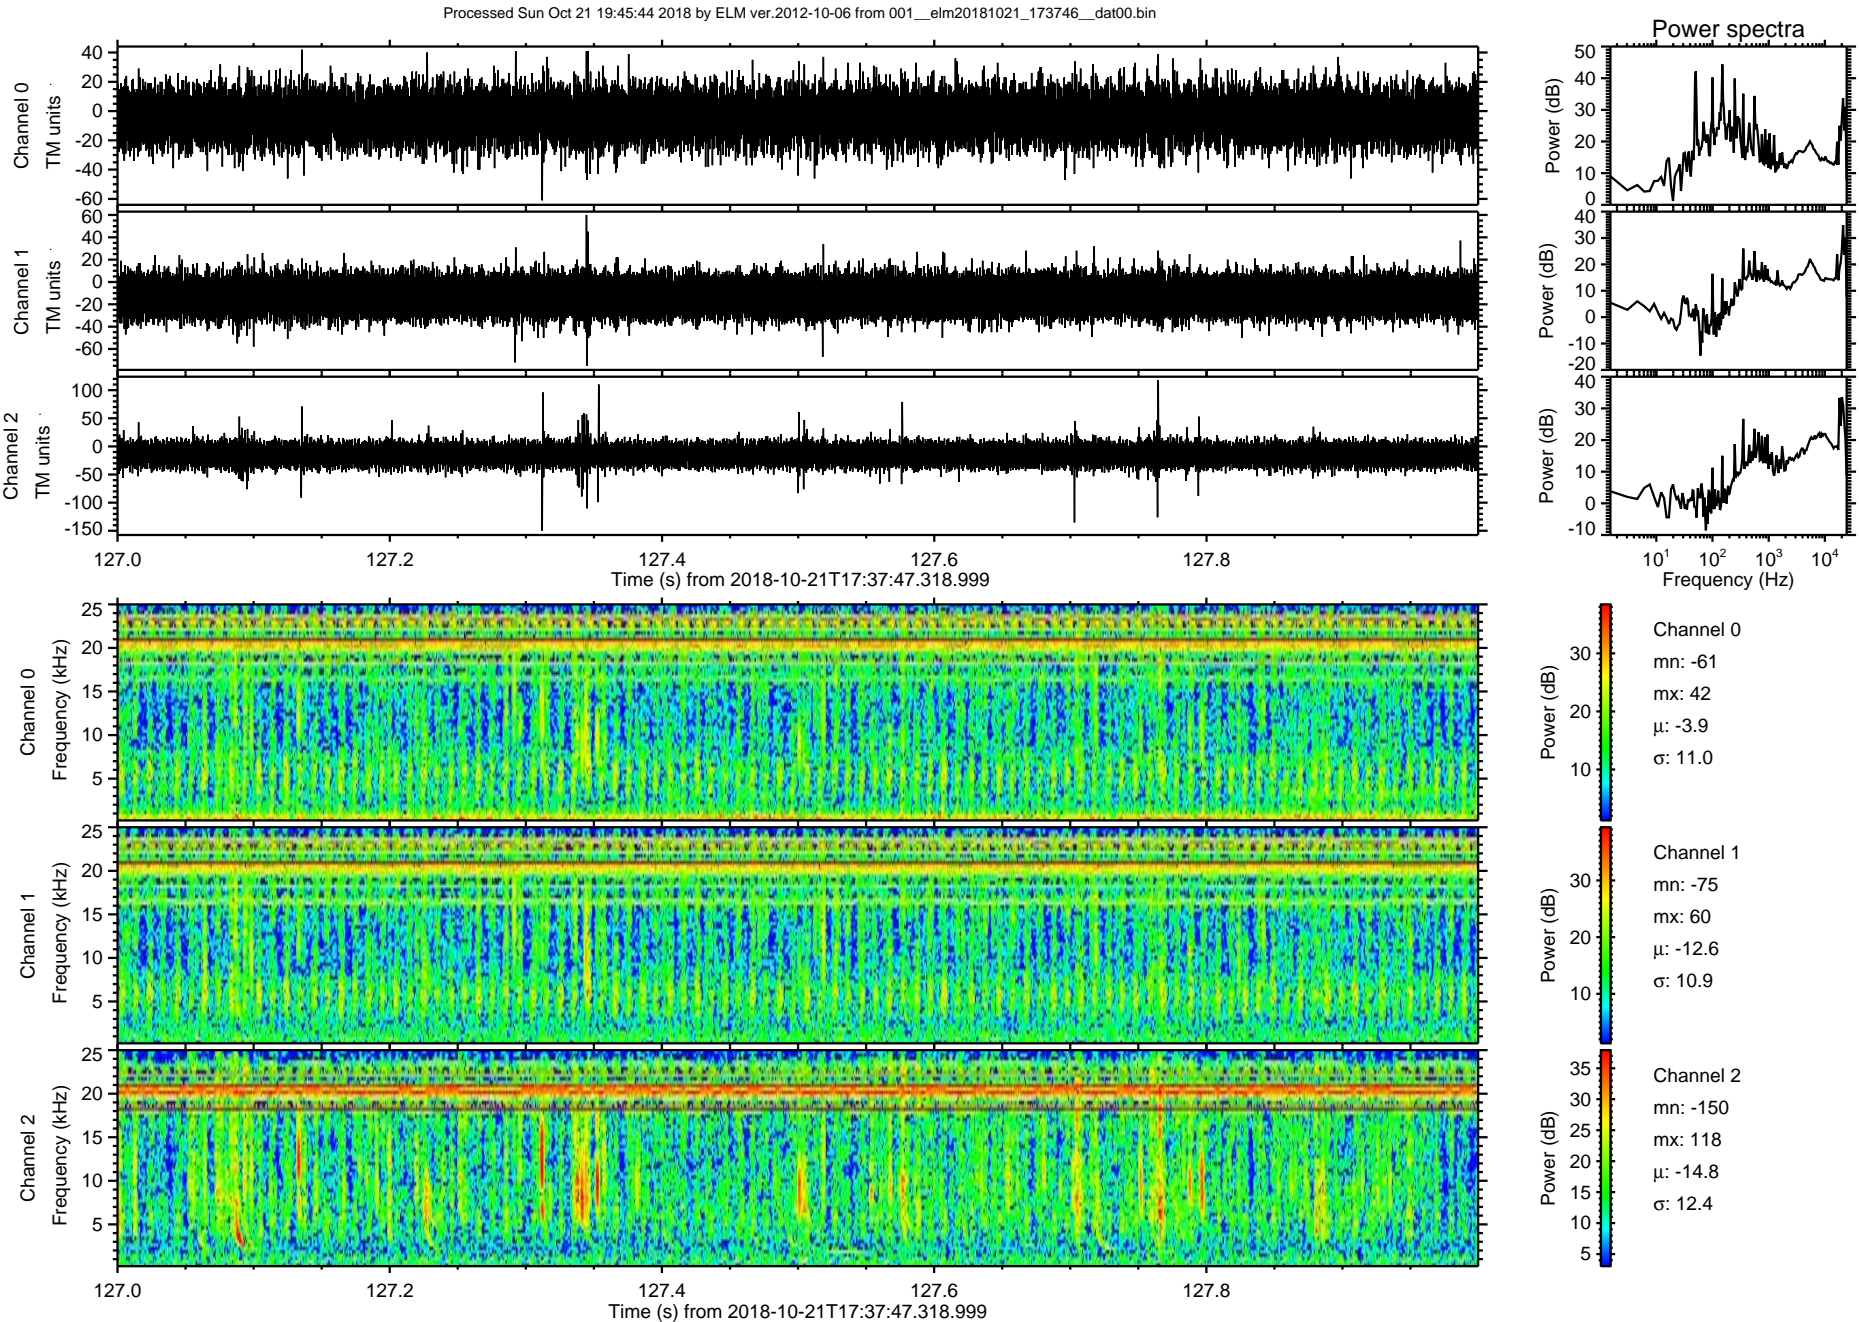 Processed Sun Oct 21 19:45:44 2018 by ELM ver.2012-10-06 from 001__elm20181021_173746__dat00.bin
Power spectra
Channel 0
TM units
40
20
0
-20
-40
-60
Power (dB)
50
40
30
20
10
0
Channel 1
TM units
60
40
20
0
-20
-40
-60
Power (dB)
40
30
20
10
0
-10
-20
Channel 2
TM units
100
50
0
-50
-100
-150
Power (dB)
40
30
20
10
0
-10
127.0 127.2 127.4 127.6 127.8
Time (s) from 2018-10-21T17:37:47.318.999
10^1 10^2 10^3 10^4
Frequency (Hz)
Channel 0
Frequency (kHz)
25
20
15
10
5
Power (dB)
30
20
10
Channel 0
mn: -61
mx: 42
µ: -3.9
σ: 11.0
Channel 1
Frequency (kHz)
25
20
15
10
5
Power (dB)
30
20
10
Channel 1
mn: -75
mx: 60
µ: -12.6
σ: 10.9
Channel 2
Frequency (kHz)
25
20
15
10
5
Power (dB)
35
30
25
20
15
10
5
Channel 2
mn: -150
mx: 118
µ: -14.8
σ: 12.4
127.0 127.2 127.4 127.6 127.8
Time (s) from 2018-10-21T17:37:47.318.999